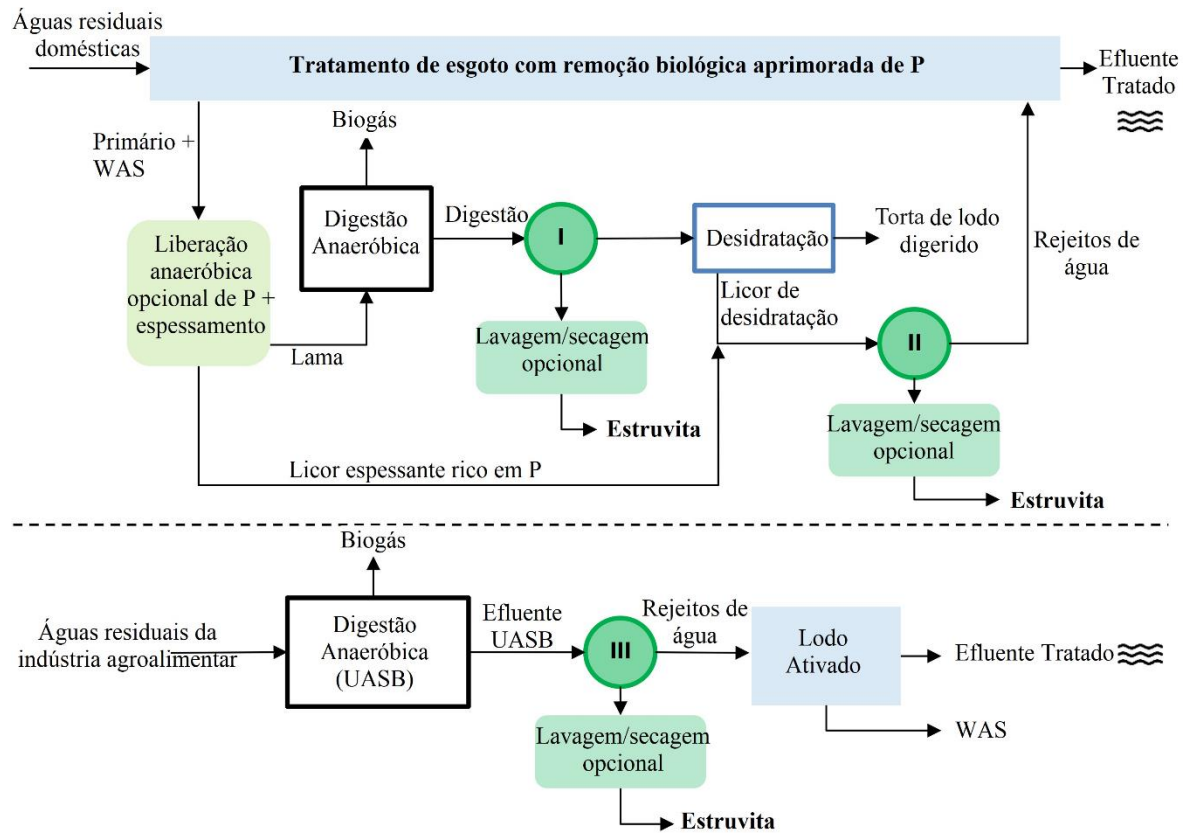 Águas residuais
domésticas
Tratamento de esgoto com remoção biológica aprimorada de P
Efluente
Tratado
Primário +
WAS
Biogás
Liberação
anaeróbica
opcional de P +
espessamento
Lama
Digestão
Anaeróbica
Digestão
I
Desidratação
Torta de lodo
digerido
Rejeitos de
água
Licor de
desidratação
Lavagem/secagem
opcional
Estruvita
II
Lavagem/secagem
opcional
Estruvita
Licor espessante rico em P
Biogás
Águas residuais da
indústria agroalimentar
Digestão
Anaeróbica
(UASB)
Efluente
UASB
III
Rejeitos de
água
Lodo
Ativado
Efluente Tratado
WAS
Lavagem/secagem
opcional
Estruvita